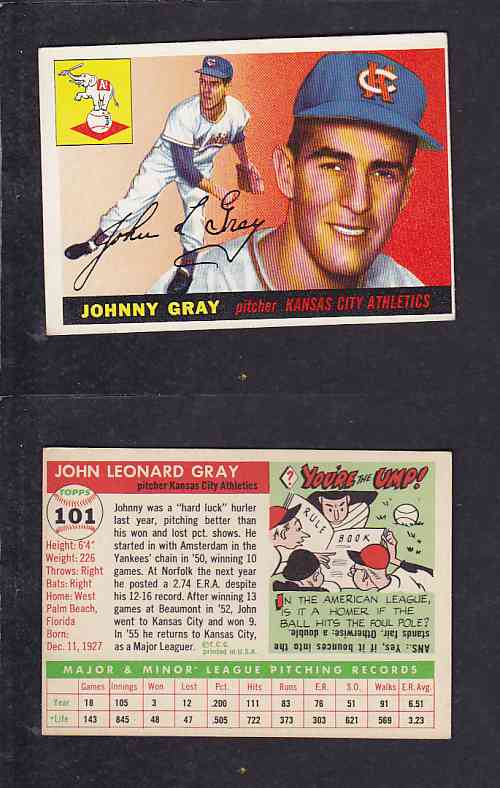 A's
KC
John L Gray
JOHNNY GRAY pitcher KANSAS CITY ATHLETICS
JOHN LEONARD GRAY
pitcher Kansas City Athletics
TOPPS
101
Height: 6'4"
Weight: 226
Throws: Right
Bats: Right
Home: West
Palm Beach,
Florida
Born:
Dec. 11, 1927
Johnny was a "hard luck" hurler
last year, pitching better than
his won and lost pct. shows. He
started in with Amsterdam in the
Yankees' chain in '50, winning 10
games. At Norfolk the next year
he posted a 2.74 E.R.A. despite
his 12-16 record. After winning 13
games at Beaumont in '52, John
went to Kansas City and won 9.
In '55 he returns to Kansas City,
as a Major Leaguer.
©T.C.G.
printed in U.S.A.
? YOU'RE THE UMP!
RULE
BOOK
IN THE AMERICAN LEAGUE,
IS IT A HOMER IF THE
BALL HITS THE FOUL POLE?
ANS: Yes, if it bounces into the
stands fair. Otherwise: a double.
MAJOR & MINOR* LEAGUE PITCHING RECORDS
Games Innings Won Lost Pct. Hits Runs E.R. S.O. Walks E.R. Avg.
Year 18 105 3 12 .200 111 83 76 51 91 6.51
*Life 143 845 48 47 .505 722 373 303 621 569 3.23